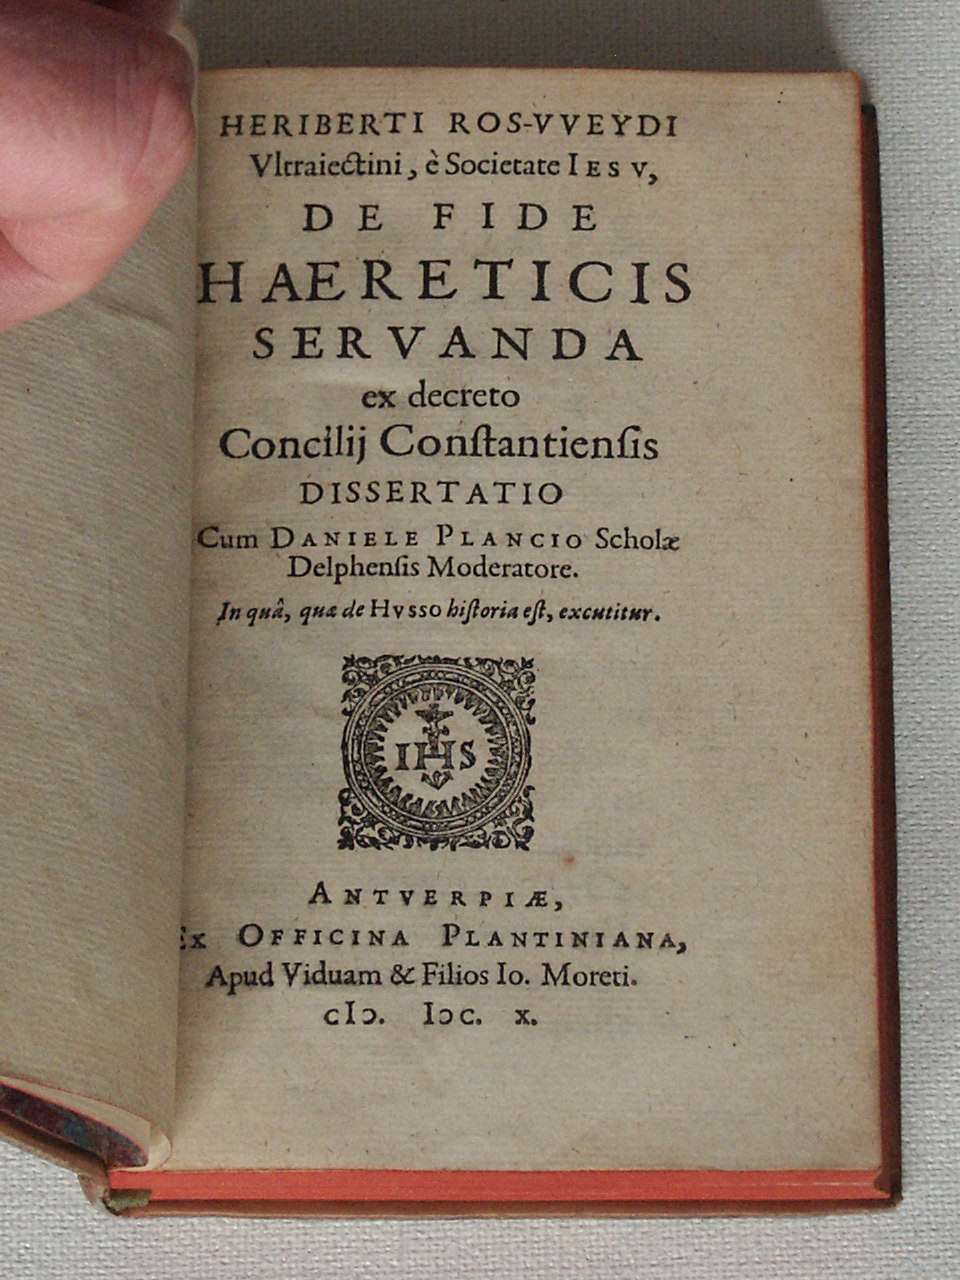 HERIBERTI ROS-VVEYDI
Vltraiectini, è Societate IESV,
DE FIDE
HAERETICIS
SERVANDA
ex decreto
Concilij Conſtantienſis
DISSERTATIO
Cum DANIELE PLANCIO Scholæ
Delphenſis Moderatore.
In quâ, quæ de HVSSO hiſtoria eſt, excutitur.
IHS
ANTVERPIÆ,
Ex OFFICINA PLANTINIANA,
Apud Viduam & Filios Io. Moreti.
cIↄ. Iↄc. x.